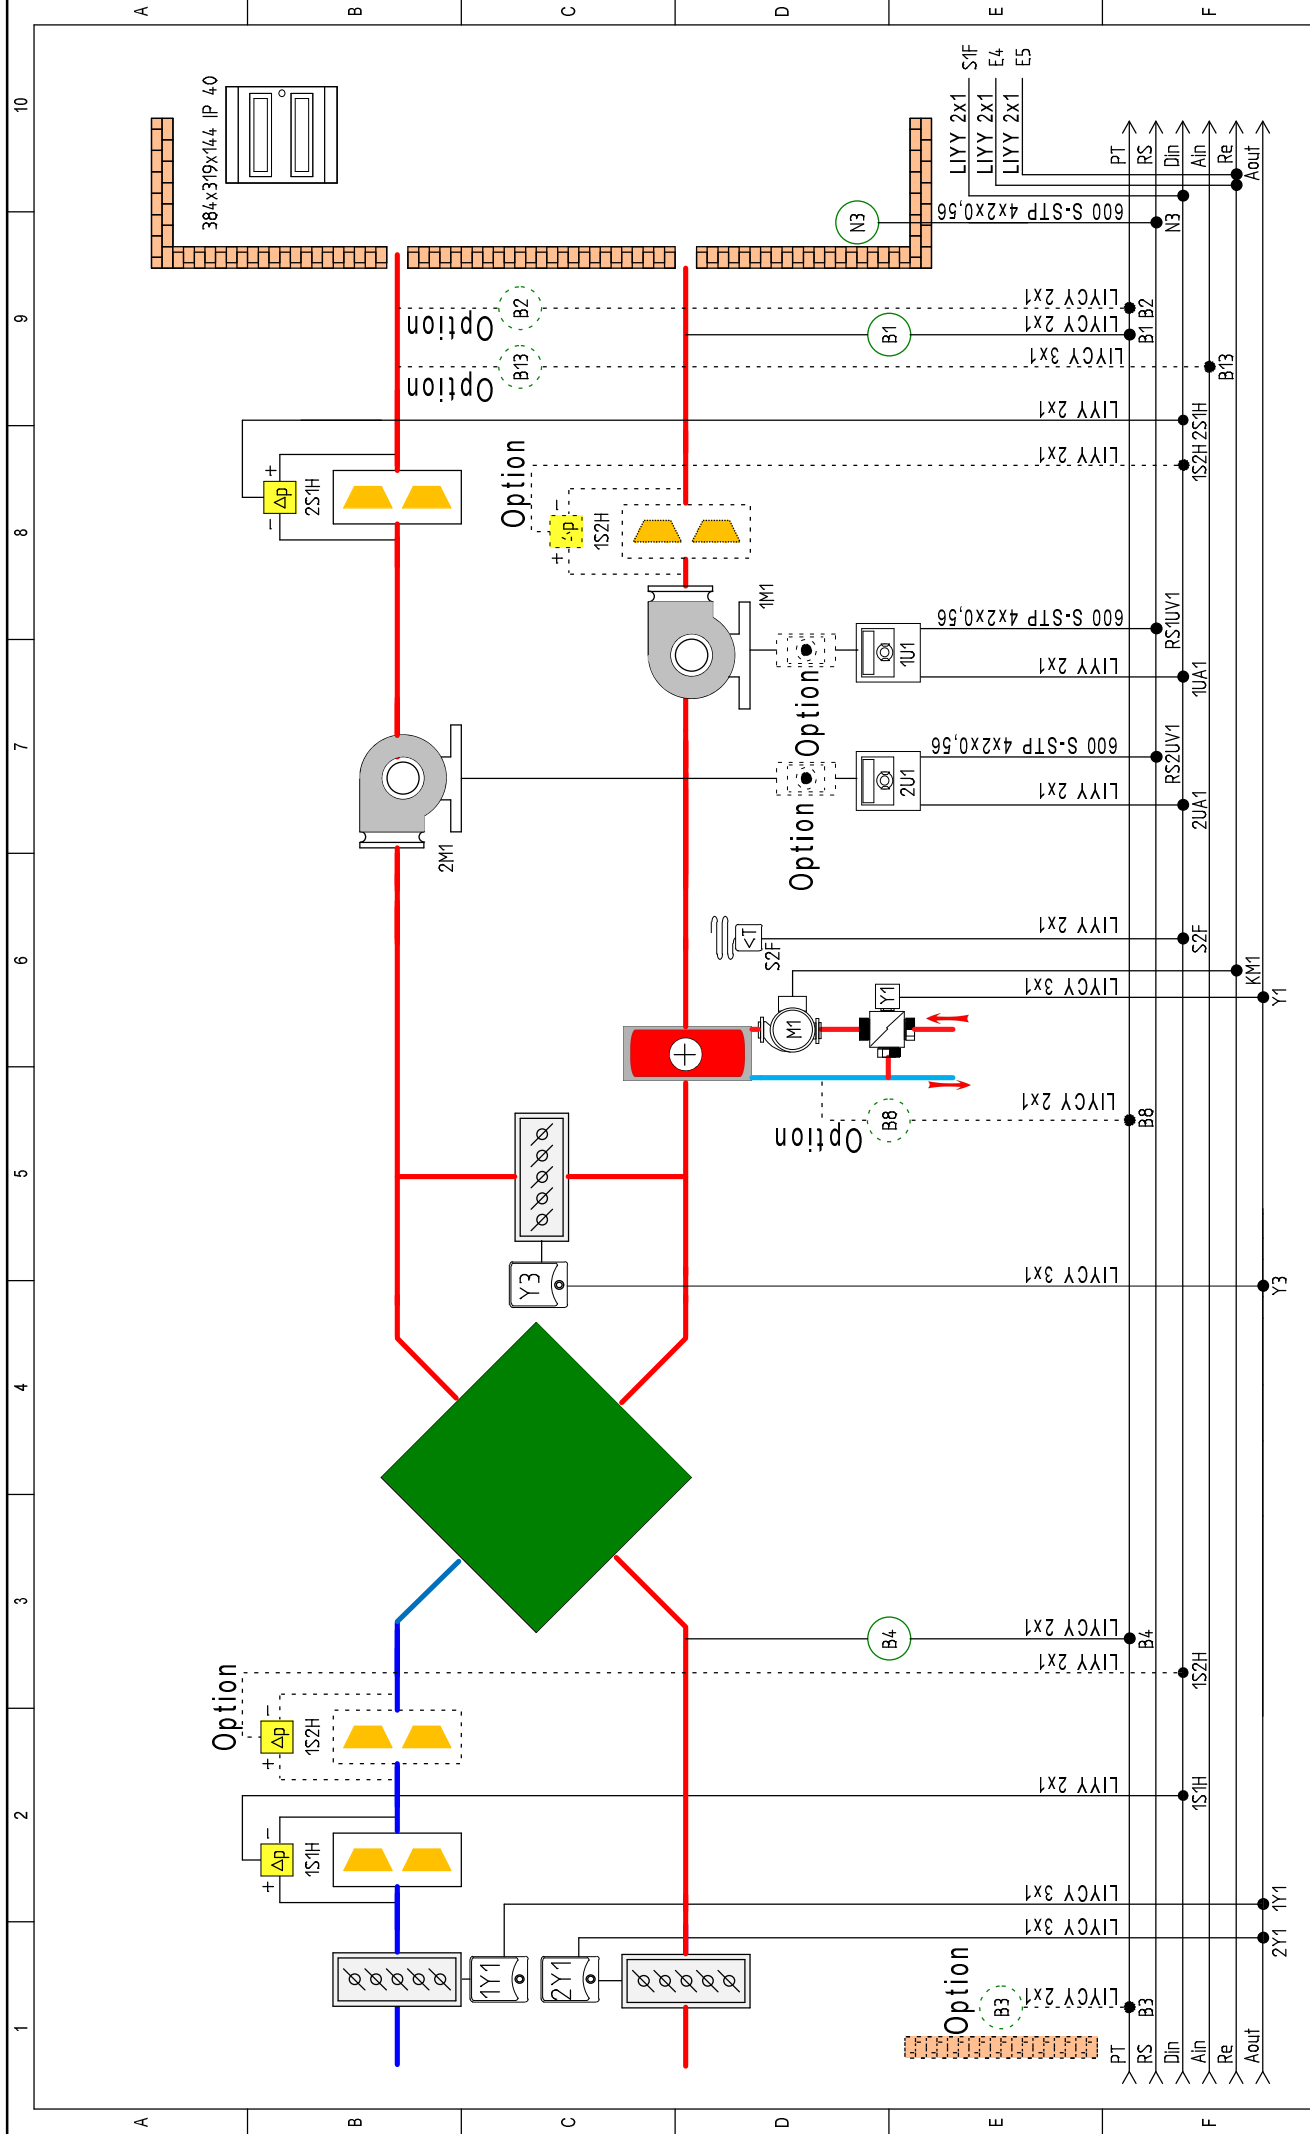 A
B
C
D
E
F
10
9
8
7
6
5
4
3
2
1
384x319x144 IP 40
S1F
E4
E5
LIYY 2x1
LIYY 2x1
LIYY 2x1
PT
RS
Din
Ain
Re
Aout
N3
600 S-STP 4x2x0,56
N3
Option
B2
LIYCY 2x1
B2
B1
LIYCY 2x1
B1
Option
B13
LIYCY 3x1
B13
LIYY 2x1
2S1H
Δp
+
-
2S1H
Option
LIYY 2x1
1S2H
Δp
+
-
1S2H
1M1
Option
1U1
600 S-STP 4x2x0,56
RS1UV1
LIYY 2x1
1UA1
2M1
Option
2U1
600 S-STP 4x2x0,56
RS2UV1
LIYY 2x1
2UA1
<T
S2F
LIYY 2x1
S2F
KM1
M1
Y1
LIYCY 3x1
Y1
Option
B8
LIYCY 2x1
B8
Y3
LIYCY 3x1
Y3
B4
LIYCY 2x1
B4
Option
LIYY 2x1
1S2H
Δp
+
-
1S2H
LIYY 2x1
1S1H
Δp
+
-
1S1H
1Y1
LIYCY 3x1
1Y1
2Y1
LIYCY 3x1
2Y1
Option
B3
LIYCY 2x1
B3
PT
RS
Din
Ain
Re
Aout
A
B
C
D
E
F